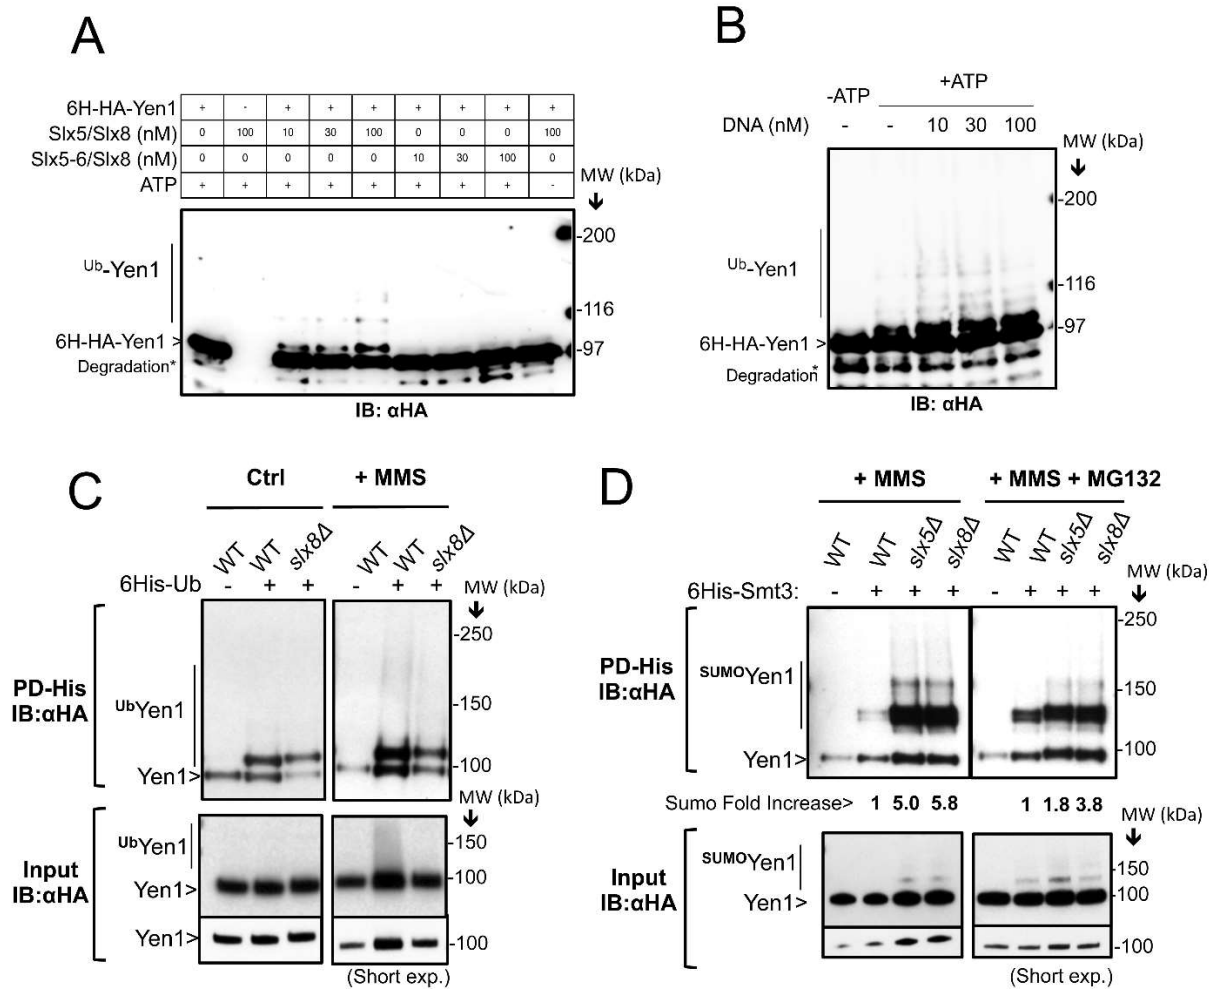 A
6H-HA-Yen1 + - + + + + + + +
Slx5/Slx8 (nM) 0 100 10 30 100 0 0 0 100
Slx5-6/Slx8 (nM) 0 0 0 0 0 10 30 100 0
ATP + + + + + + + + -
MW (kDa)
-200
Ub-Yen1
-116
6H-HA-Yen1 >
-97
Degradation*
IB: αHA
B
+ATP
-ATP
DNA (nM) - - 10 30 100
MW (kDa)
-200
Ub-Yen1
-116
-97
6H-HA-Yen1 >
Degradation*
IB: αHA
C
Ctrl + MMS
WT WT slx8Δ WT WT slx8Δ
6His-Ub - + + - + +
MW (kDa)
-250
PD-His
IB:αHA
UbYen1
-150
-100
Yen1>
MW (kDa)
UbYen1
-150
Input
IB:αHA
Yen1>
-100
Yen1>
-100
(Short exp.)
D
+ MMS + MMS + MG132
WT WT slx5Δ slx8Δ WT WT slx5Δ slx8Δ
MW (kDa)
6His-Smt3: - + + + - + + +
-250
PD-His
IB:αHA
SUMOYen1
-150
-100
Yen1>
Sumo Fold Increase> 1 5.0 5.8 1 1.8 3.8
MW (kDa)
SUMOYen1
-150
Input
IB:αHA
Yen1>
-100
-100
(Short exp.)